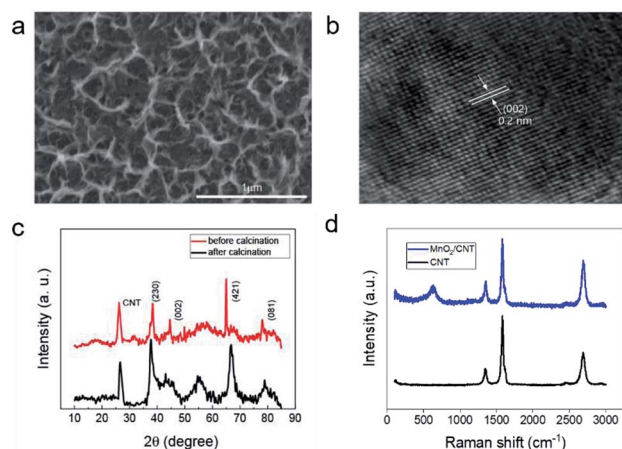 a
b
1μm
(002)
0.2 nm
c
d
before calcination
after calcination
CNT
(230)
(002)
(421)
(081)
Intensity (a. u.)
10 20 30 40 50 60 70 80 90
2θ (degree)
MnO₂/CNT
CNT
Intensity (a.u.)
0 500 1000 1500 2000 2500 3000
Raman shift (cm⁻¹)